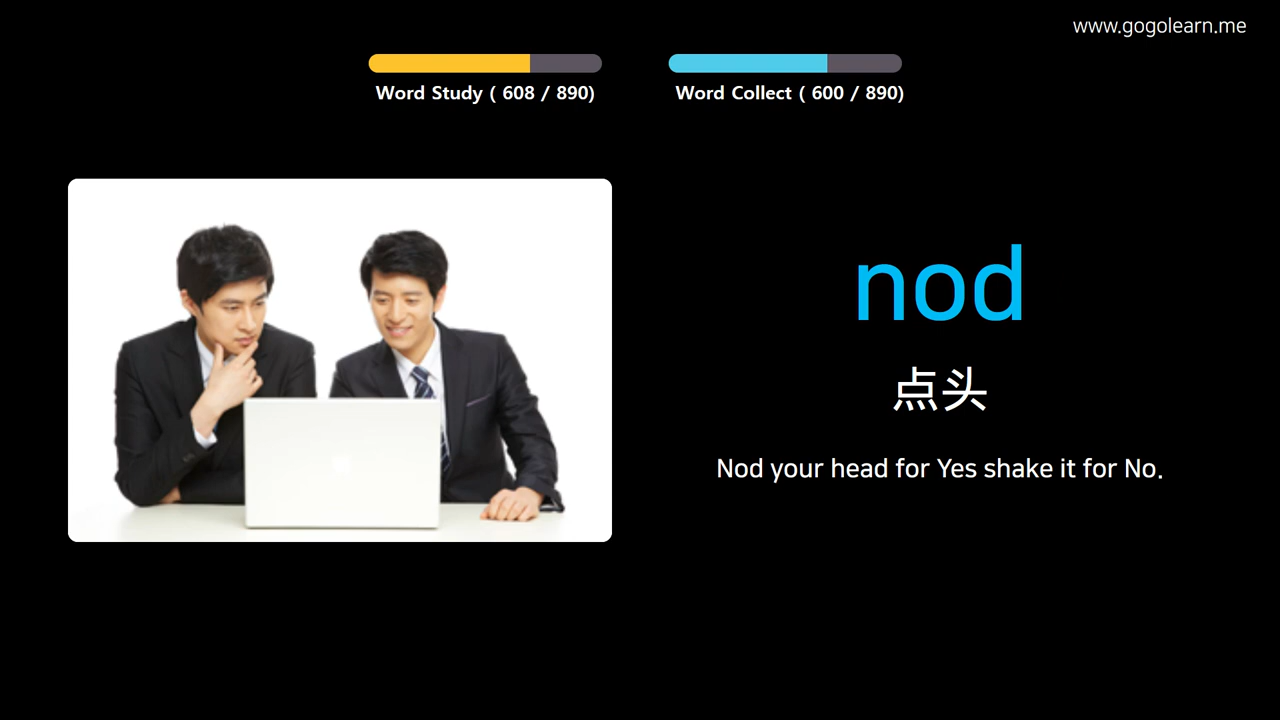 www.gogolearn.me
Word Study ( 608 / 890)
Word Collect ( 600 / 890)
nod
点头
Nod your head for Yes shake it for No.